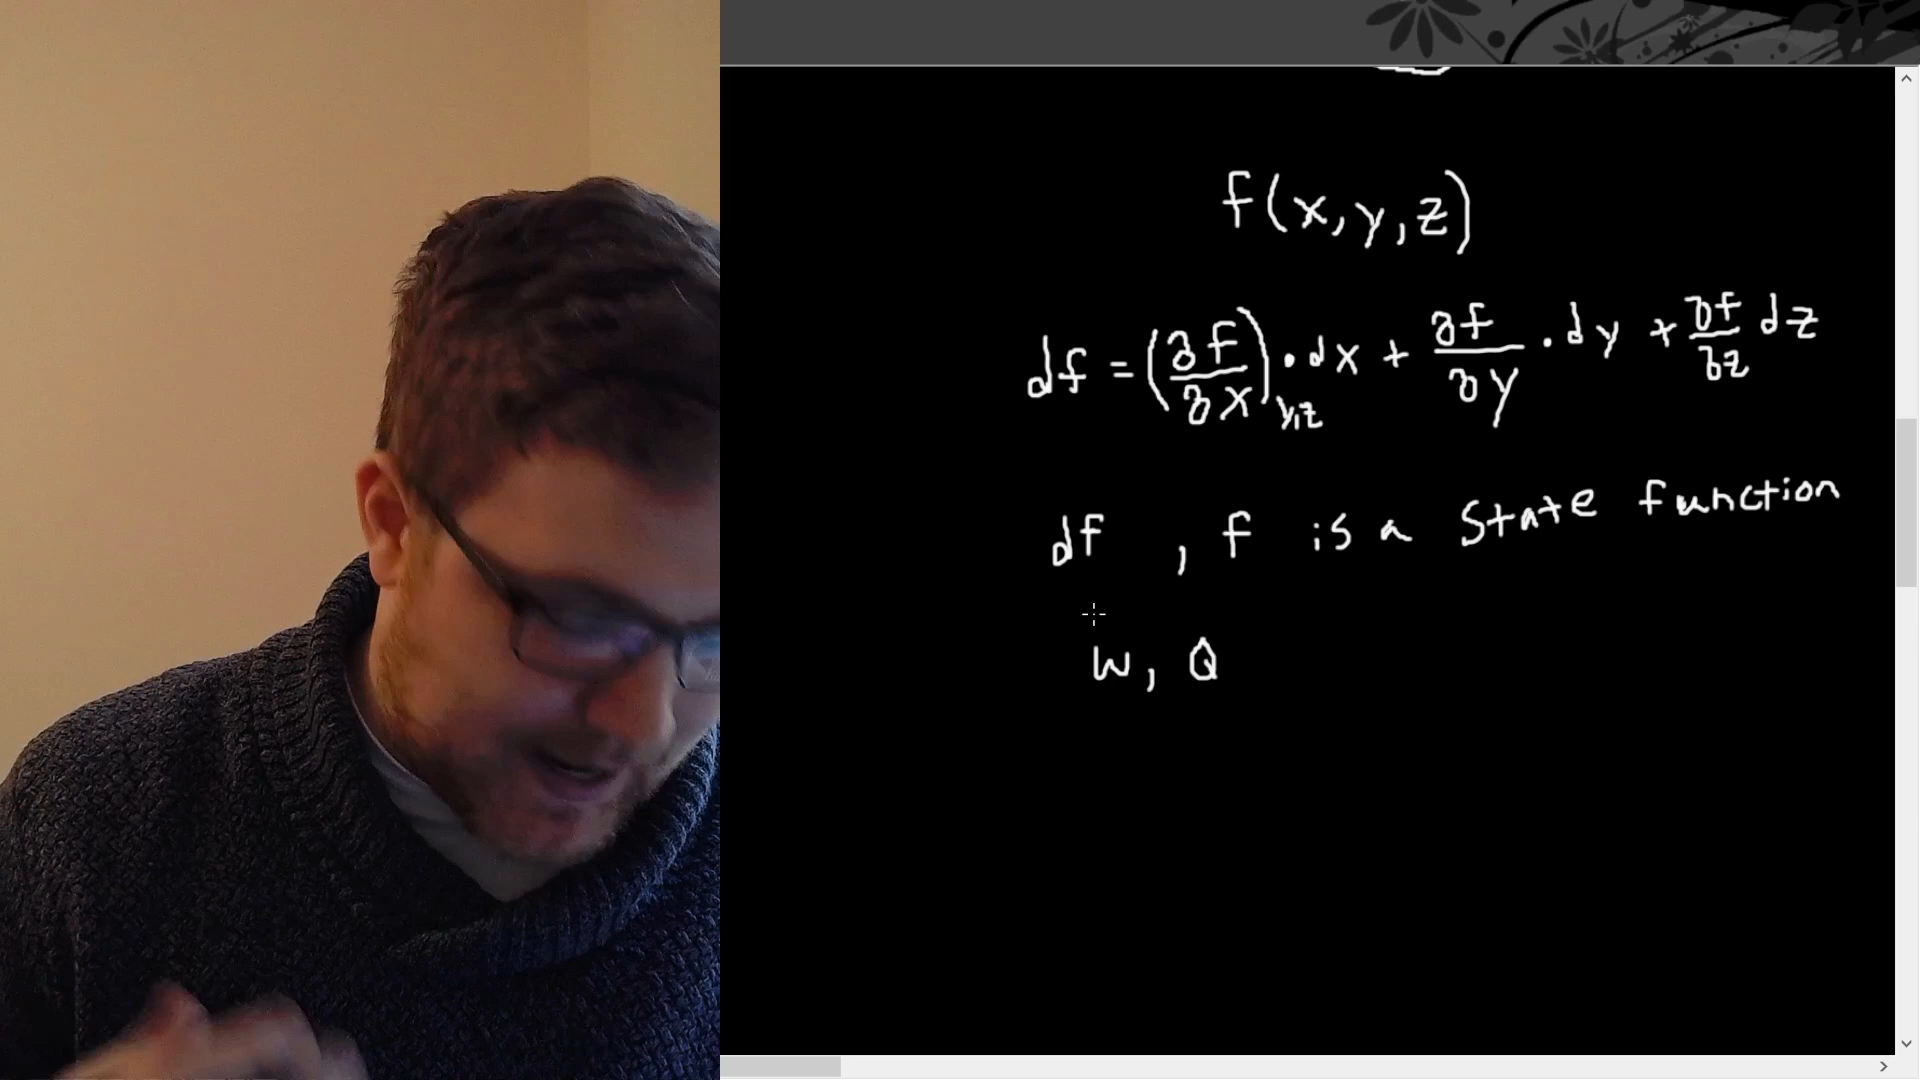 f(x,y,z)
df = (∂f/∂x)y,z · dx + ∂f/∂y · dy + ∂f/∂z dz
df , f is a state function
W, Q